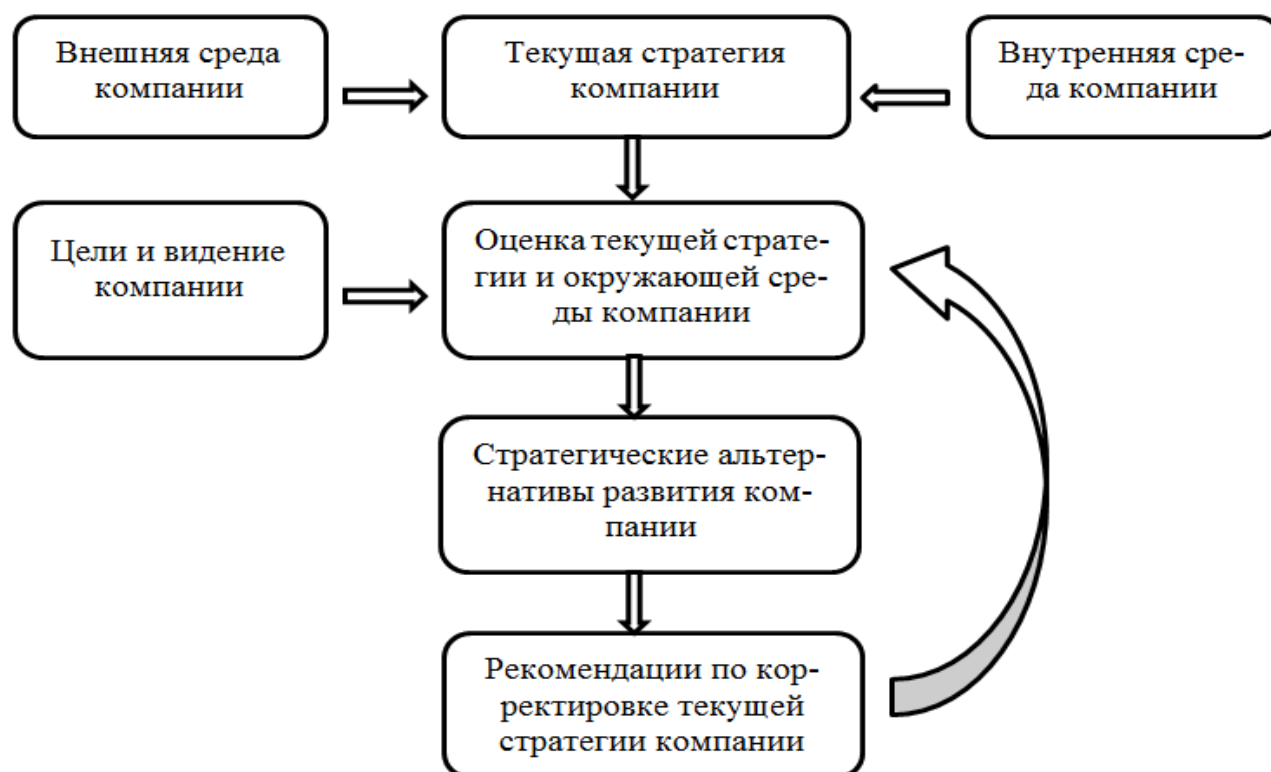 Внешняя среда
компании
Текущая стратегия
компании
Внутренняя сре-
да компании
Цели и видение
компании
Оценка текущей страте-
гии и окружающей сре-
ды компании
Стратегические альтер-
нативы развития ком-
пании
Рекомендации по кор-
ректировке текущей
стратегии компании